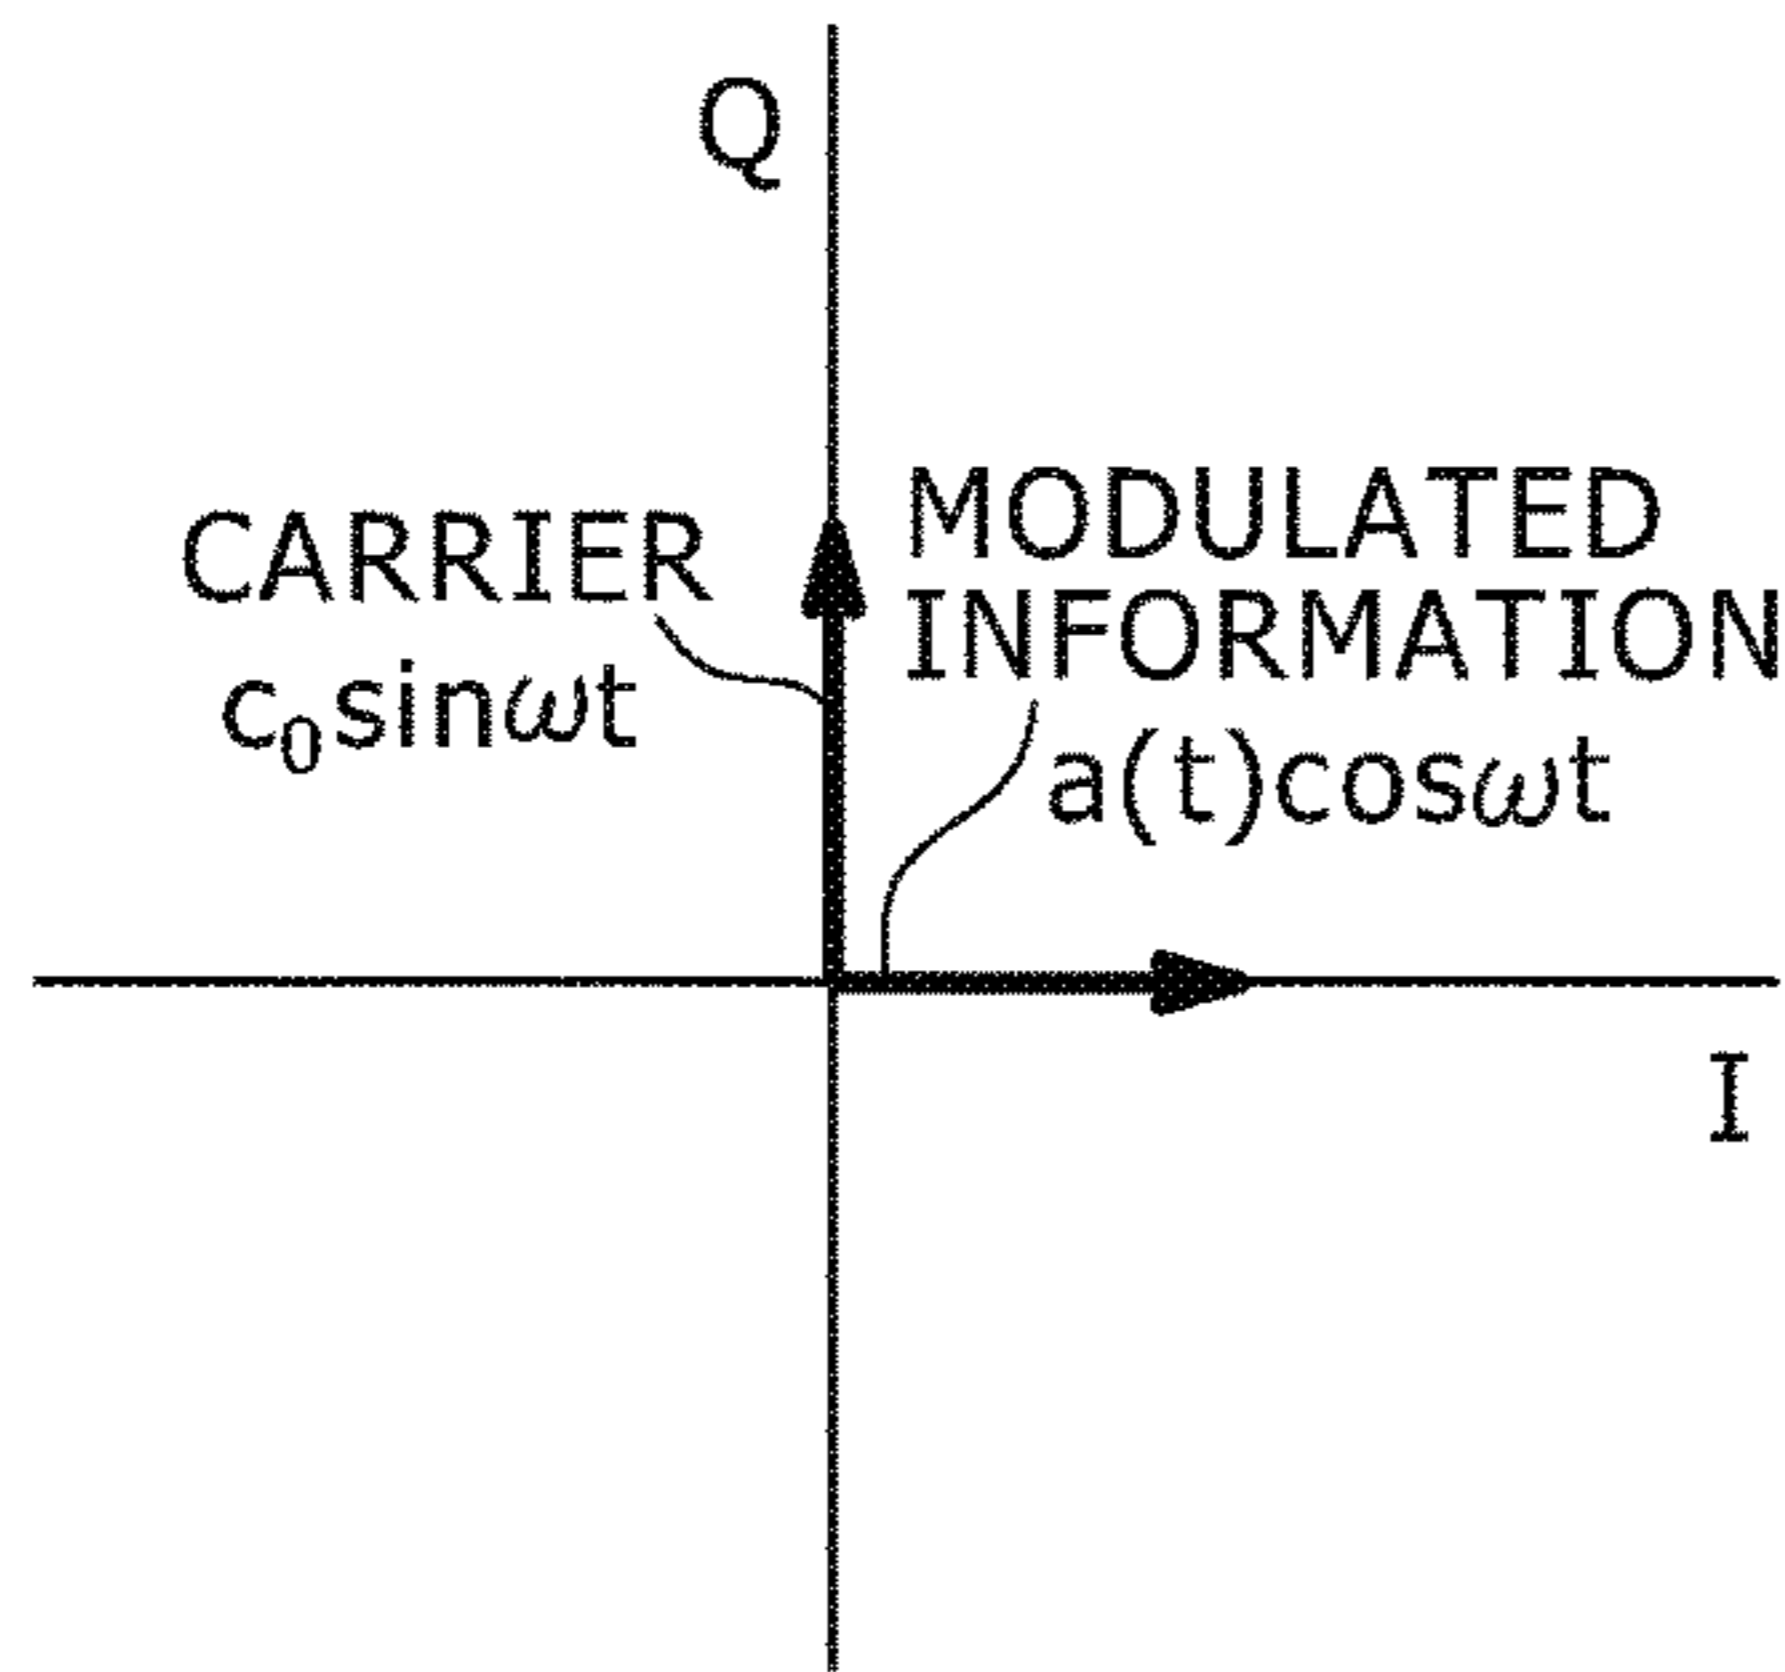 Q
CARRIER
c₀sinωt
MODULATED
INFORMATION
a(t)cosωt
I